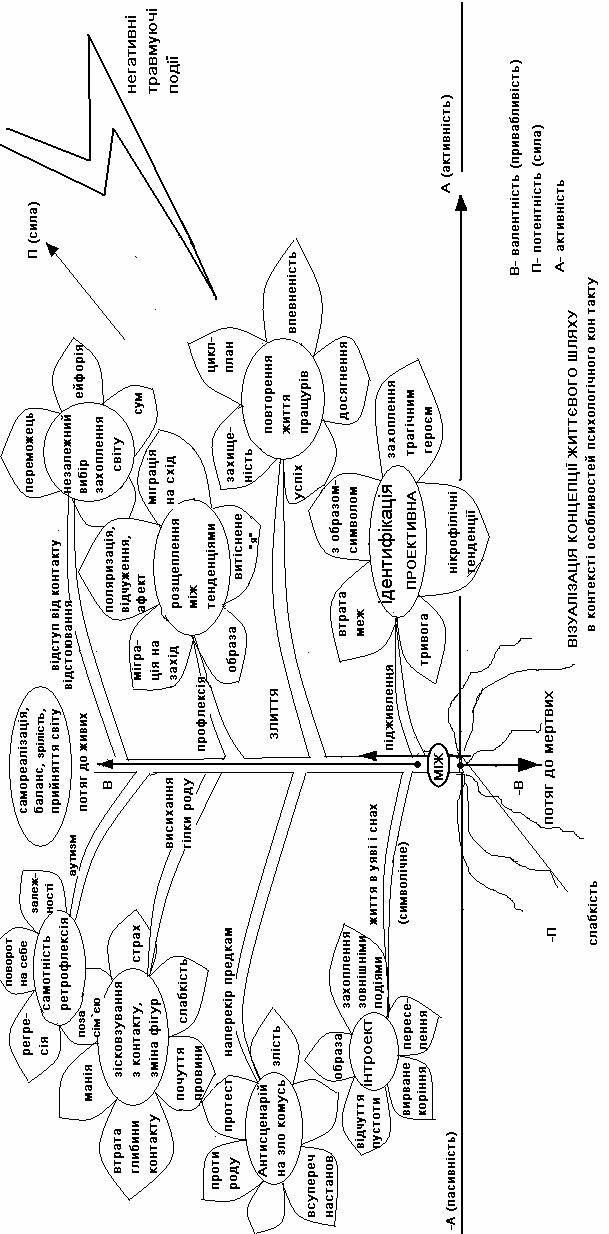 негативні
травмуючі
події
П (сила)
А (активність)
В– валентність (привабливість)
П– потентність (сила)
А– активність
самореалізація,
баланс, зрілість,
прийняття світу
потяг до живих
В
відступ від контакту
відстоювання
незалежний
вибір
захоплення
світу
переможець
ейфорія
сум
профлексія
розщеплення
між
тенденціями
поляризація,
відчуження,
афект
міграція
на схід
витіснене
"я"
образа
мігра-
ція на
захід
злиття
повторення
життя
пращурів
захище-
ність
цикл-
план
впевненість
досягнення
успіх
підживлення
ідентифікація
ПРОЕКТИВНА
втрата
меж
з образом
символом
захоплення
трагічним
героєм
нікрофілічні
тенденції
тривога
аутизм
самотність
ретрофлексія
регре-
сія
поворот
на себе
залеж-
ності
поза
сім'єю
висихання
гілки роду
зісковзування
з контакту,
зміна фігур
манія
страх
слабкість
почуття
провини
втрата
глибини
контакту
наперекір предкам
Антисценарій
на зло комусь
проти
роду
протест
злість
всупереч
настанов
життя в уяві і снах
(символічне)
інтроект
відчуття
пустоти
образа
захоплення
зовнішніми
подіями
пересе-
лення
вирване
коріння
МІЖ
–А (пасивність)
–В
потяг до мертвих
–П
слабкість
ВІЗУАЛІЗАЦІЯ КОНЦЕПЦІЇ ЖИТТЄВОГО ШЛЯХУ
в контексті особливостей психологічного контакту